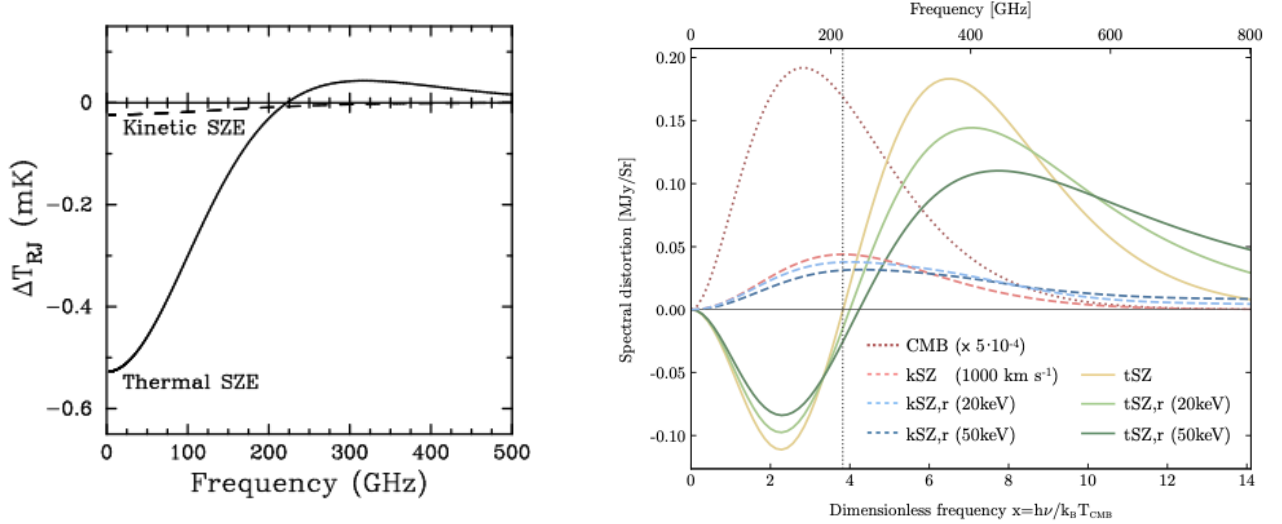 0
-0.2
-0.4
-0.6
ΔT_RJ (mK)
Kinetic SZE
Thermal SZE
0 100 200 300 400 500
Frequency (GHz)
Frequency [GHz]
0 200 400 600 800
0.20
0.15
0.10
0.05
0.00
-0.05
-0.10
Spectral distortion [MJy/Sr]
CMB (x 5·10⁻⁴)
kSZ (1000 km s⁻¹) tSZ
kSZ,r (20keV) tSZ,r (20keV)
kSZ,r (50keV) tSZ,r (50keV)
0 2 4 6 8 10 12 14
Dimensionless frequency x=hν/k_B T_CMB